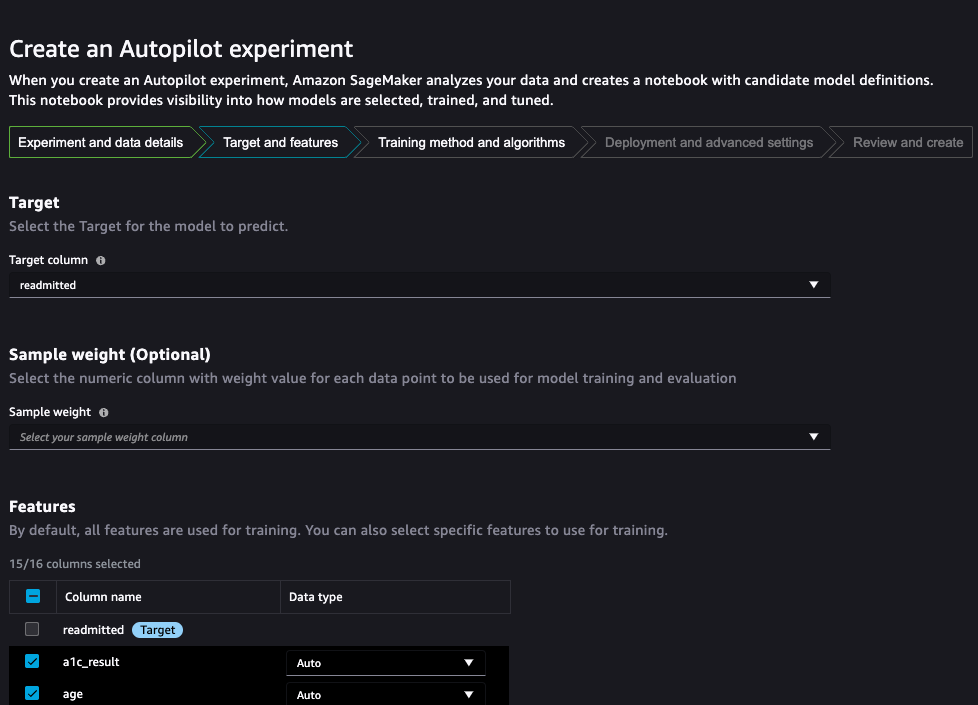 Create an Autopilot experiment
When you create an Autopilot experiment, Amazon SageMaker analyzes your data and creates a notebook with candidate model definitions.
This notebook provides visibility into how models are selected, trained, and tuned.
Experiment and data details
Target and features
Training method and algorithms
Deployment and advanced settings
Review and create
Target
Select the Target for the model to predict.
Target column
readmitted
Sample weight (Optional)
Select the numeric column with weight value for each data point to be used for model training and evaluation
Sample weight
Select your sample weight column
Features
By default, all features are used for training. You can also select specific features to use for training.
15/16 columns selected
Column name Data type
readmitted Target
a1c_result Auto
age Auto